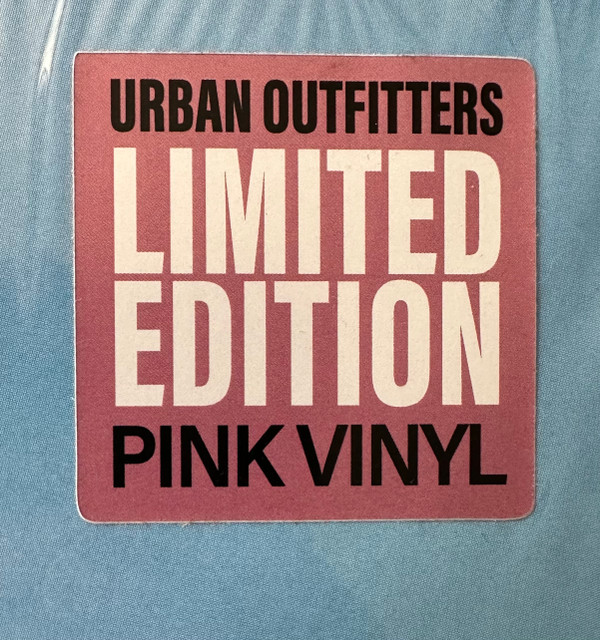 URBAN OUTFITTERS
LIMITED
EDITION
PINK VINYL